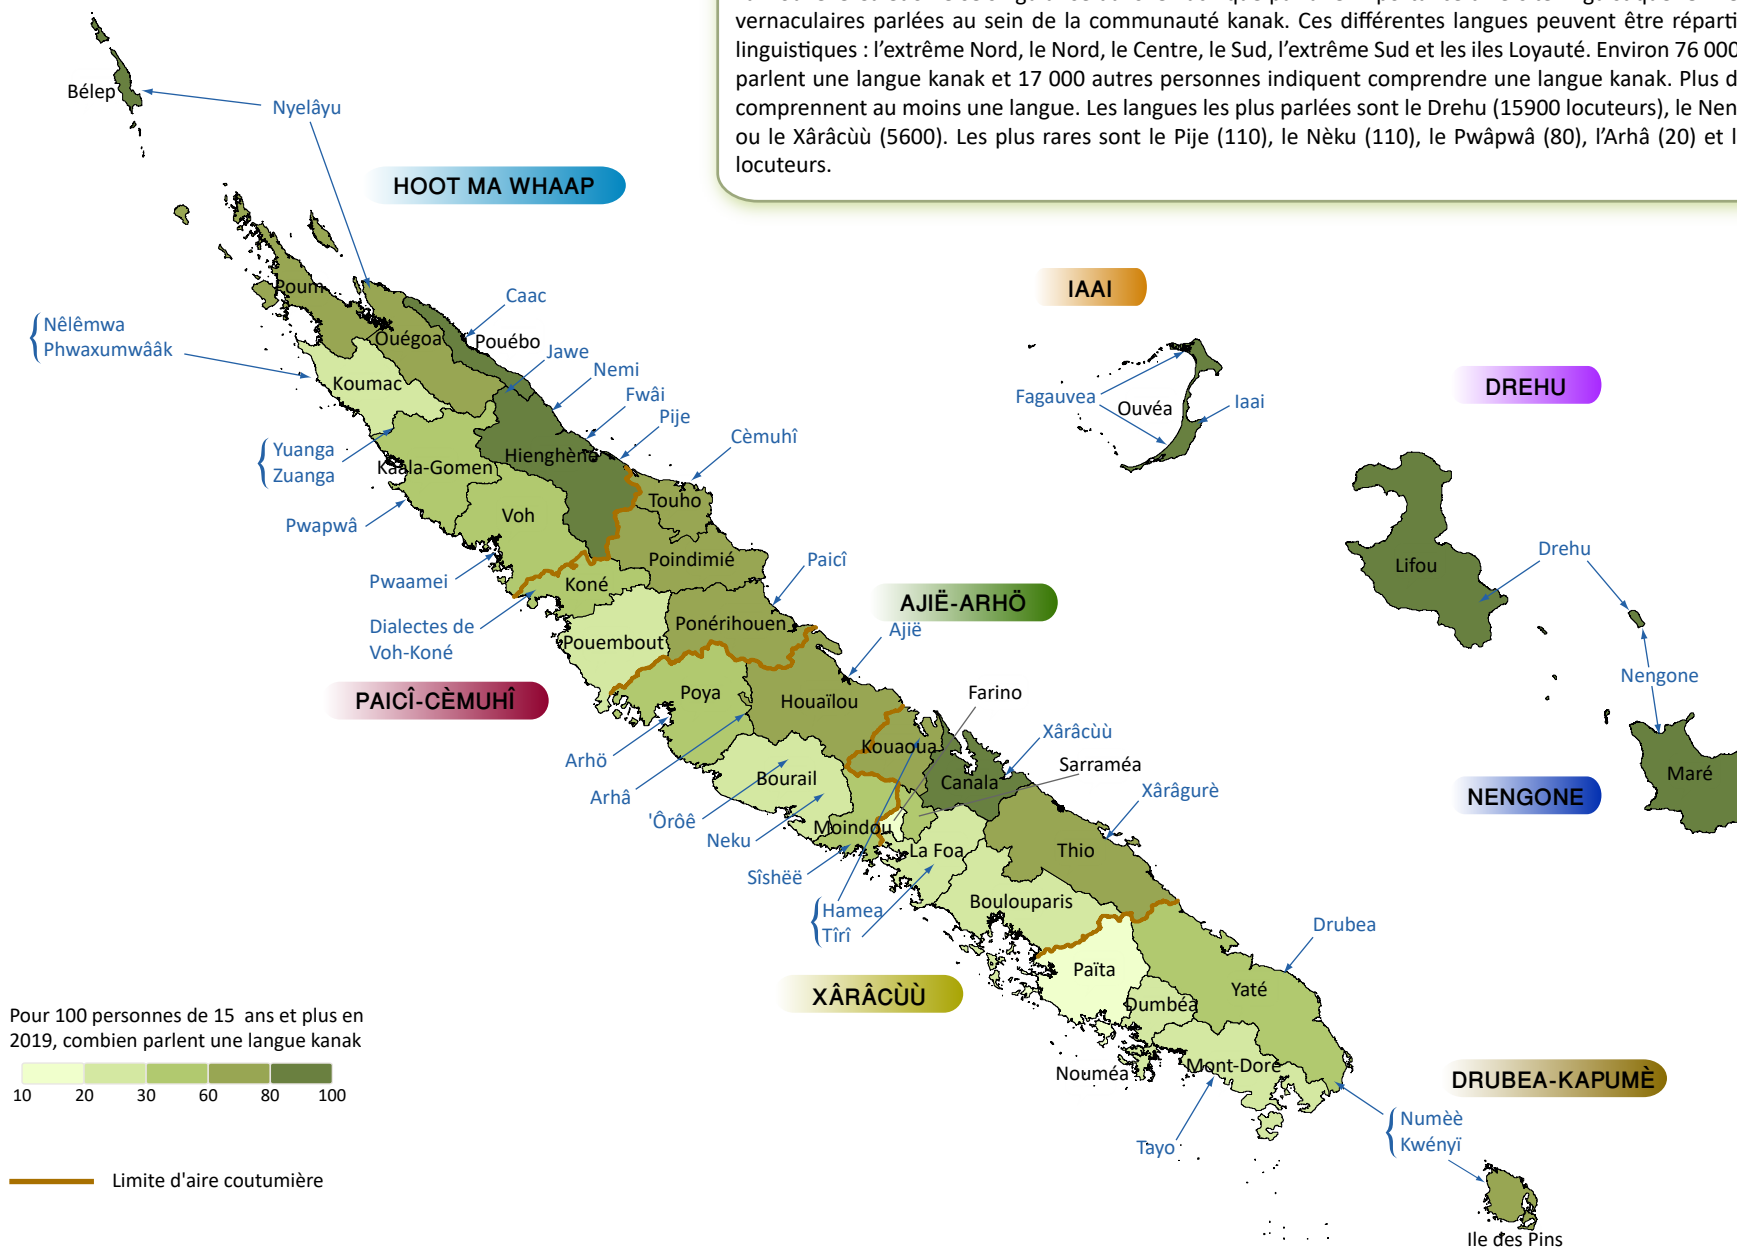 vernaculaires parlées au sein de la communauté kanak. Ces différentes langues peuvent être réparti
linguistiques : l'extrême Nord, le Nord, le Centre, le Sud, l'extrême Sud et les iles Loyauté. Environ 76 000
parlent une langue kanak et 17 000 autres personnes indiquent comprendre une langue kanak. Plus d
comprennent au moins une langue. Les langues les plus parlées sont le Drehu (15900 locuteurs), le Nen
ou le Xârâcùù (5600). Les plus rares sont le Pije (110), le Nèku (110), le Pwâpwâ (80), l'Arhâ (20) et l
locuteurs.
Bélep
Nyelâyu
HOOT MA WHAAP
IAAI
Poum
Caac
Nêlêmwa
Phwaxumwââk
Ouégoa
Pouébo
Jawe
Nemi
Koumac
Fwâi
Pije
Fagauvea
Ouvéa
Iaai
DREHU
Cèmuhî
Yuanga
Zuanga
Kaala-Gomen
Hienghène
Touho
Voh
Pwapwâ
Poindimié
Paicî
Drehu
Lifou
Pwaamei
Koné
AJIË-ARHÖ
Ajië
Dialectes de
Voh-Koné
Pouembout
Ponérihouen
Nengone
PAICÎ-CÈMUHÎ
Poya
Houaïlou
Farino
Xârâcùù
Sarraméa
Kouaoua
Arhö
Bourail
Canala
Maré
Arhâ
'Ôrôê
Neku
Xârâgurè
NENGONE
Moindou
La Foa
Thio
Sîshëë
Boulouparis
Hamea
Tîrî
Drubea
XÂRÂCÙÙ
Païta
Yaté
Dumbéa
Pour 100 personnes de 15 ans et plus en
2019, combien parlent une langue kanak
10 20 30 60 80 100
Nouméa
Mont-Dore
DRUBEA-KAPUMÈ
Tayo
Numèè
Kwényï
Limite d'aire coutumière
Ile des Pins